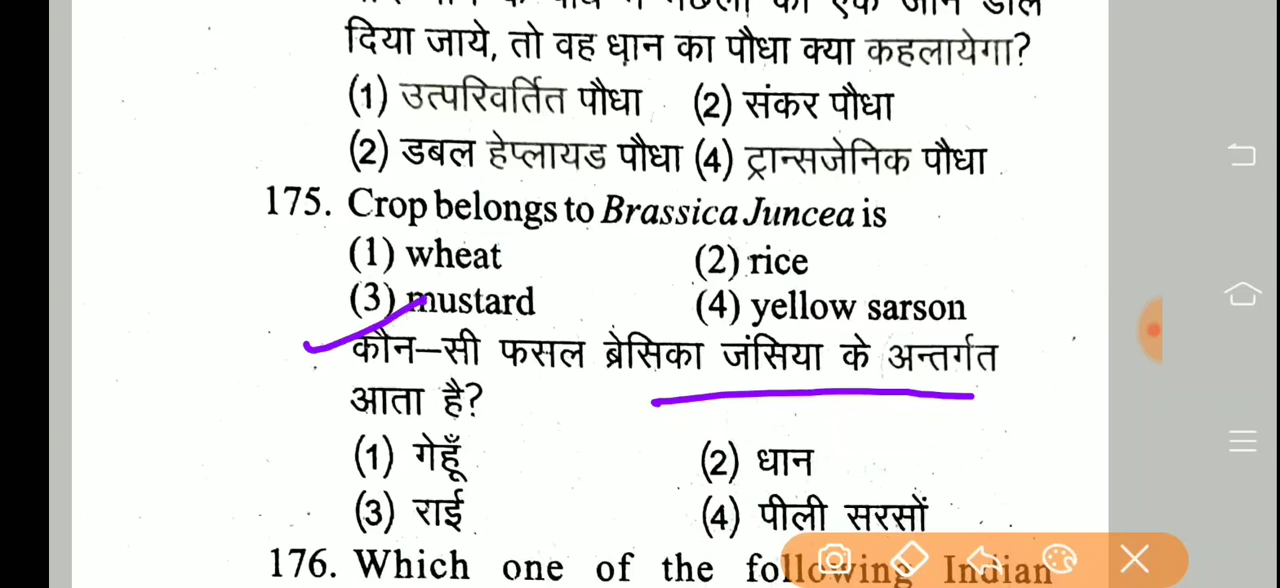 दिया जाये, तो वह धान का पौधा क्या कहलायेगा?
(1) उत्परिवर्तित पौधा (2) संकर पौधा
(2) डबल हेप्लायड पौधा (4) ट्रान्सजेनिक पौधा
175. Crop belongs to Brassica Juncea is
(1) wheat (2) rice
(3) mustard (4) yellow sarson
कौन-सी फसल ब्रेसिका जंसिया के अन्तर्गत
आता है?
(1) गेहूँ (2) धान
(3) राई (4) पीली सरसों
176. Which one of the following Indian